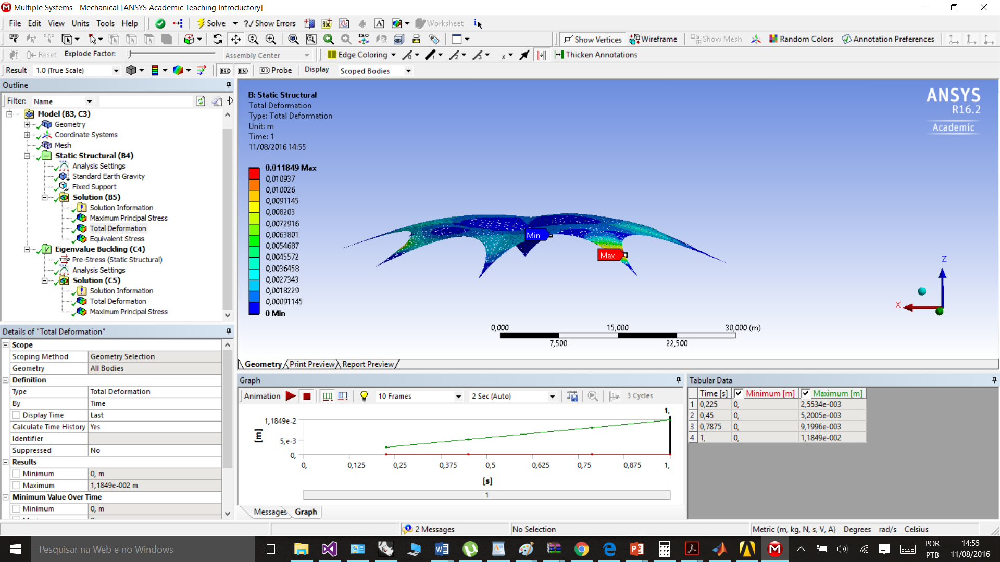 Multiple Systems - Mechanical [ANSYS Academic Teaching Introductory]
File Edit View Units Tools Help Solve ?/ Show Errors Worksheet
Show Vertices Wireframe Show Mesh Random Colors Annotation Preferences
Reset Explode Factor: Assembly Center Edge Coloring Thicken Annotations
Result 1.0 (True Scale) MAX MIN Probe Display Scoped Bodies
Outline
Filter: Name
Model (B3, C3)
Geometry
Coordinate Systems
Mesh
Static Structural (B4)
Analysis Settings
Standard Earth Gravity
Fixed Support
Solution (B5)
Solution Information
Maximum Principal Stress
Total Deformation
Equivalent Stress
Eigenvalue Buckling (C4)
Pre-Stress (Static Structural)
Analysis Settings
Solution (C5)
Solution Information
Total Deformation
Maximum Principal Stress
Details of "Total Deformation"
Scope
Scoping Method Geometry Selection
Geometry All Bodies
Definition
Type Total Deformation
By Time
Display Time Last
Calculate Time History Yes
Identifier
Suppressed No
Results
Minimum 0, m
Maximum 1,1849e-002 m
Minimum Value Over Time
Minimum 0, m
B: Static Structural
Total Deformation
Type: Total Deformation
Unit: m
Time: 1
11/08/2016 14:55
0,011849 Max
0,010937
0,010026
0,0091145
0,008203
0,0072916
0,0063801
0,0054687
0,0045572
0,0036458
0,0027343
0,0018229
0,00091145
0 Min
Min
Max
ANSYS
R16.2
Academic
Z
X
0,000 15,000 30,000 (m)
7,500 22,500
Geometry Print Preview Report Preview
Graph
Animation 10 Frames 2 Sec (Auto) 3 Cycles
1,
1,1849e-2
[m]
5,e-3
0,
0, 0,125 0,25 0,375 0,5 0,625 0,75 0,875 1,
[s]
1
Messages Graph
Tabular Data
Time [s] Minimum [m] Maximum [m]
1 0,225 0, 2,5534e-003
2 0,45 0, 5,2005e-003
3 0,7875 0, 9,1996e-003
4 1, 0, 1,1849e-002
2 Messages No Selection Metric (m, kg, N, s, V, A) Degrees rad/s Celsius
Pesquisar na Web e no Windows
POR
PTB
14:55
11/08/2016